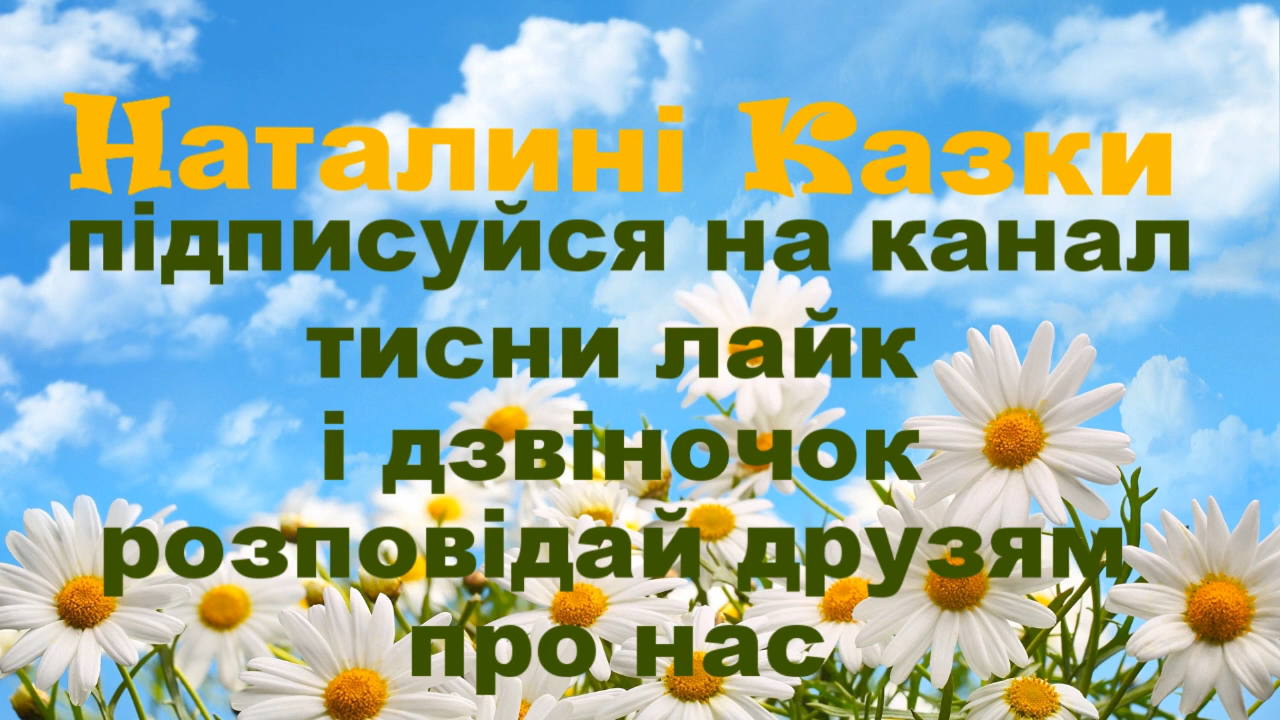 Наталині Казки
підписуйся на канал
тисни лайк
і дзвіночок
розповідай друзям
про нас